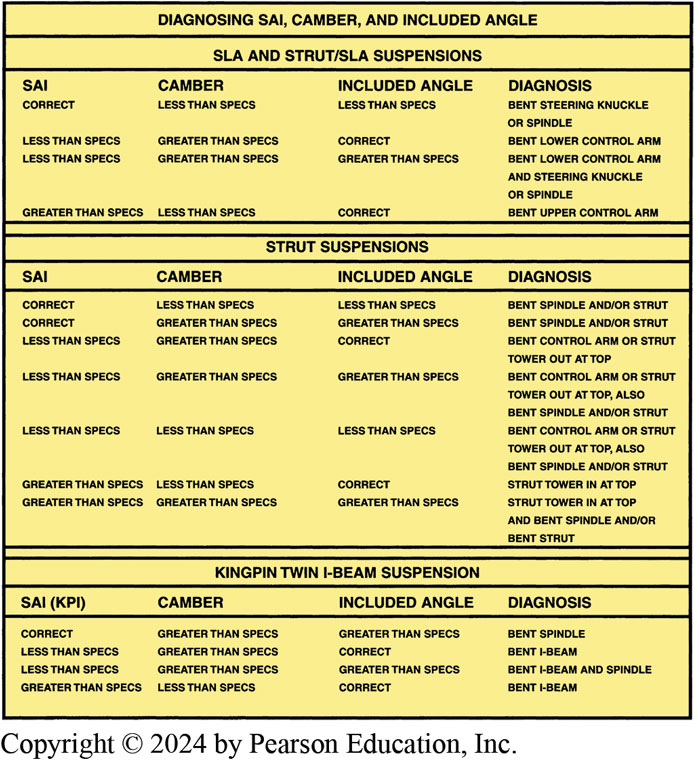 DIAGNOSING SAI, CAMBER, AND INCLUDED ANGLE
SLA AND STRUT/SLA SUSPENSIONS
SAI CAMBER INCLUDED ANGLE DIAGNOSIS
CORRECT LESS THAN SPECS LESS THAN SPECS BENT STEERING KNUCKLE
OR SPINDLE
LESS THAN SPECS GREATER THAN SPECS CORRECT BENT LOWER CONTROL ARM
LESS THAN SPECS GREATER THAN SPECS GREATER THAN SPECS BENT LOWER CONTROL ARM
AND STEERING KNUCKLE
OR SPINDLE
GREATER THAN SPECS LESS THAN SPECS CORRECT BENT UPPER CONTROL ARM
STRUT SUSPENSIONS
SAI CAMBER INCLUDED ANGLE DIAGNOSIS
CORRECT LESS THAN SPECS LESS THAN SPECS BENT SPINDLE AND/OR STRUT
CORRECT GREATER THAN SPECS GREATER THAN SPECS BENT SPINDLE AND/OR STRUT
LESS THAN SPECS GREATER THAN SPECS CORRECT BENT CONTROL ARM OR STRUT
TOWER OUT AT TOP
LESS THAN SPECS GREATER THAN SPECS GREATER THAN SPECS BENT CONTROL ARM OR STRUT
TOWER OUT AT TOP, ALSO
BENT SPINDLE AND/OR STRUT
LESS THAN SPECS LESS THAN SPECS LESS THAN SPECS BENT CONTROL ARM OR STRUT
TOWER OUT AT TOP, ALSO
BENT SPINDLE AND/OR STRUT
GREATER THAN SPECS LESS THAN SPECS CORRECT STRUT TOWER IN AT TOP
GREATER THAN SPECS GREATER THAN SPECS GREATER THAN SPECS STRUT TOWER IN AT TOP
AND BENT SPINDLE AND/OR
BENT STRUT
KINGPIN TWIN I-BEAM SUSPENSION
SAI (KPI) CAMBER INCLUDED ANGLE DIAGNOSIS
CORRECT GREATER THAN SPECS GREATER THAN SPECS BENT SPINDLE
LESS THAN SPECS GREATER THAN SPECS CORRECT BENT I-BEAM
LESS THAN SPECS GREATER THAN SPECS GREATER THAN SPECS BENT I-BEAM AND SPINDLE
GREATER THAN SPECS LESS THAN SPECS CORRECT BENT I-BEAM
Copyright © 2024 by Pearson Education, Inc.